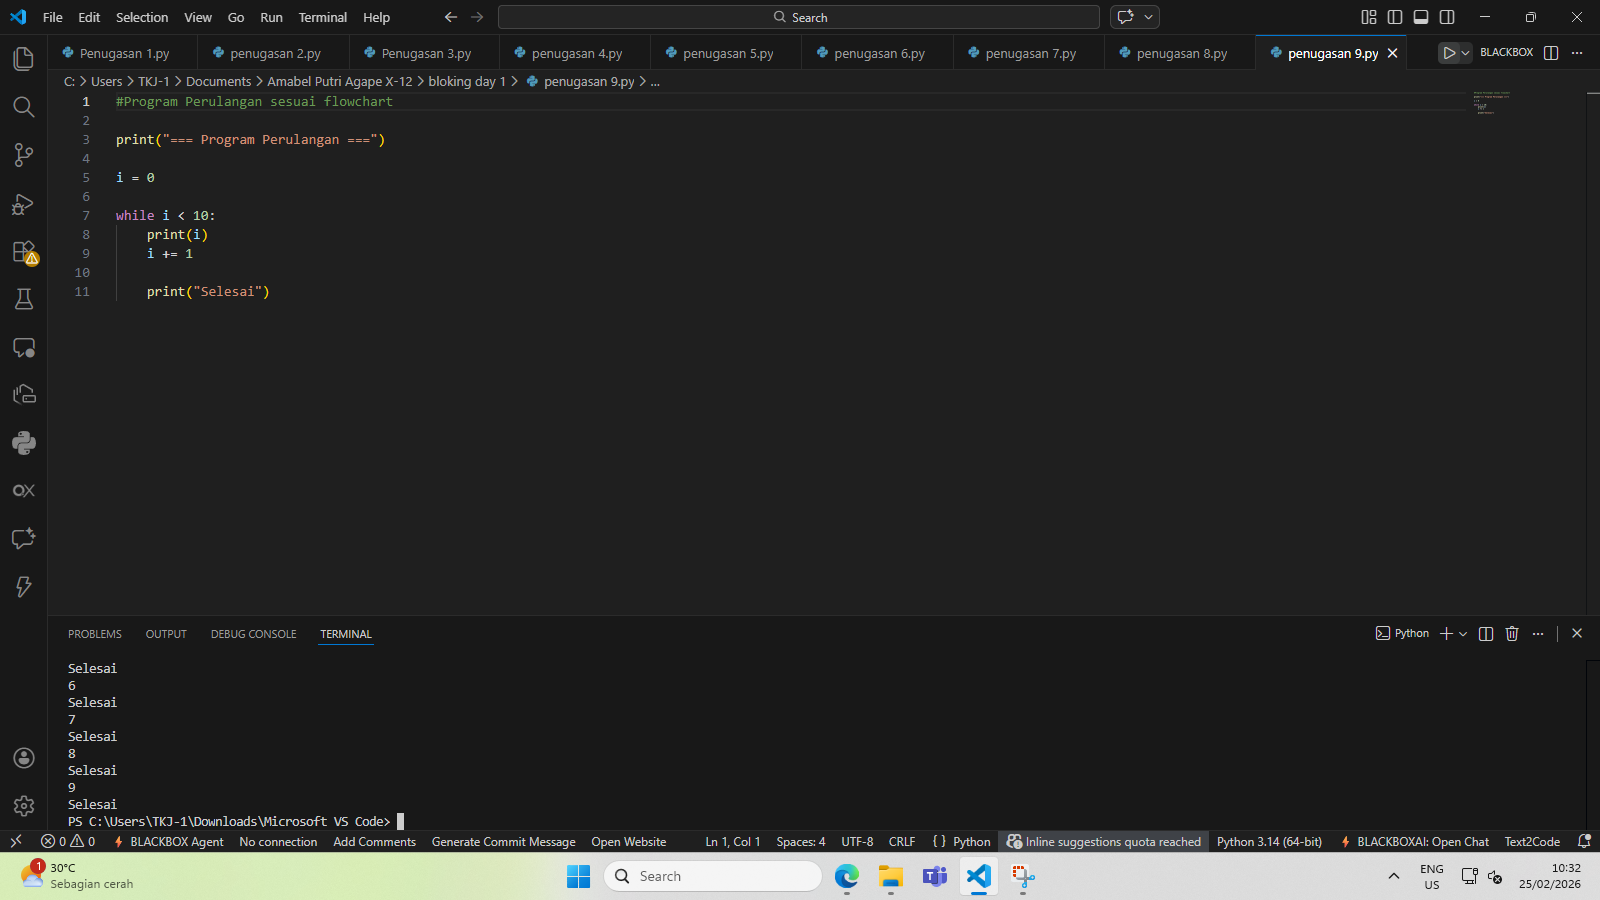 File Edit Selection View Go Run Terminal Help
Search
Penugasan 1.py penugasan 2.py Penugasan 3.py penugasan 4.py penugasan 5.py penugasan 6.py penugasan 7.py penugasan 8.py penugasan 9.py
BLACKBOX
C: > Users > TKJ-1 > Documents > Amabel Putri Agape X-12 > bloking day 1 > penugasan 9.py > ...
1 #Program Perulangan sesuai flowchart
2
3 print("=== Program Perulangan ===")
4
5 i = 0
6
7 while i < 10:
8     print(i)
9     i += 1
10
11     print("Selesai")
PROBLEMS OUTPUT DEBUG CONSOLE TERMINAL
Python
Selesai
6
Selesai
7
Selesai
8
Selesai
9
Selesai
PS C:\Users\TKJ-1\Downloads\Microsoft VS Code>
0 0 BLACKBOX Agent No connection Add Comments Generate Commit Message Open Website Ln 1, Col 1 Spaces: 4 UTF-8 CRLF { } Python Inline suggestions quota reached Python 3.14 (64-bit) BLACKBOXAI: Open Chat Text2Code
1
30°C
Sebagian cerah
Search
ENG
US
10:32
25/02/2026